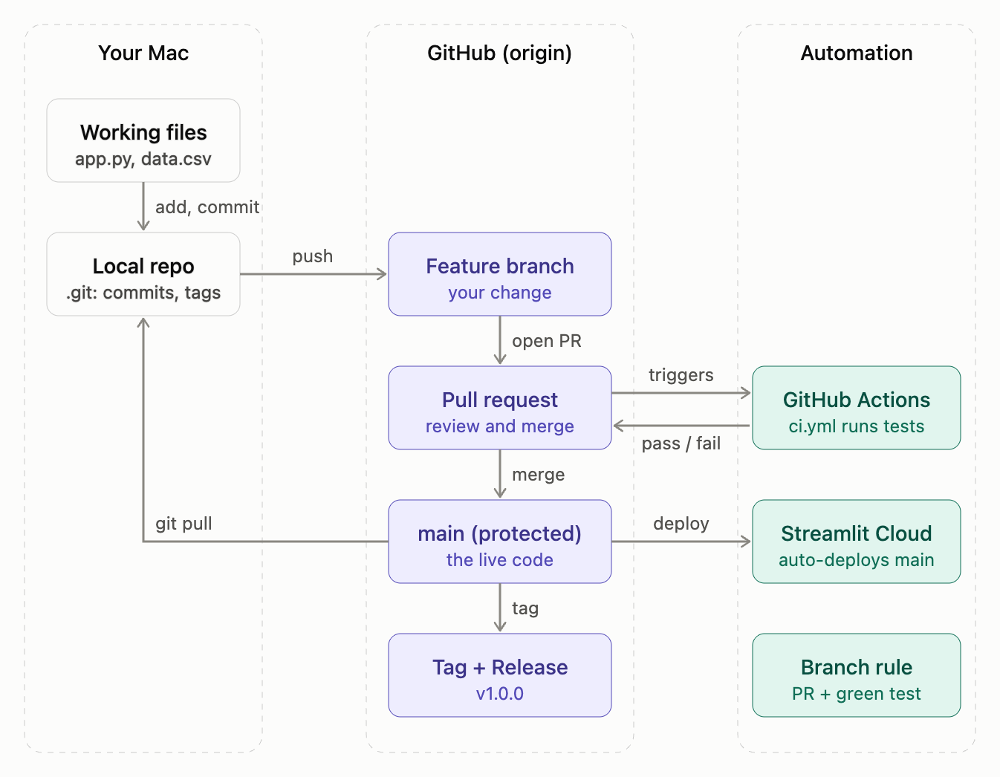 Your Mac
GitHub (origin)
Automation
Working files
app.py, data.csv
add, commit
Local repo
.git: commits, tags
push
Feature branch
your change
open PR
Pull request
review and merge
triggers
pass / fail
GitHub Actions
ci.yml runs tests
merge
git pull
main (protected)
the live code
deploy
Streamlit Cloud
auto-deploys main
tag
Tag + Release
v1.0.0
Branch rule
PR + green test